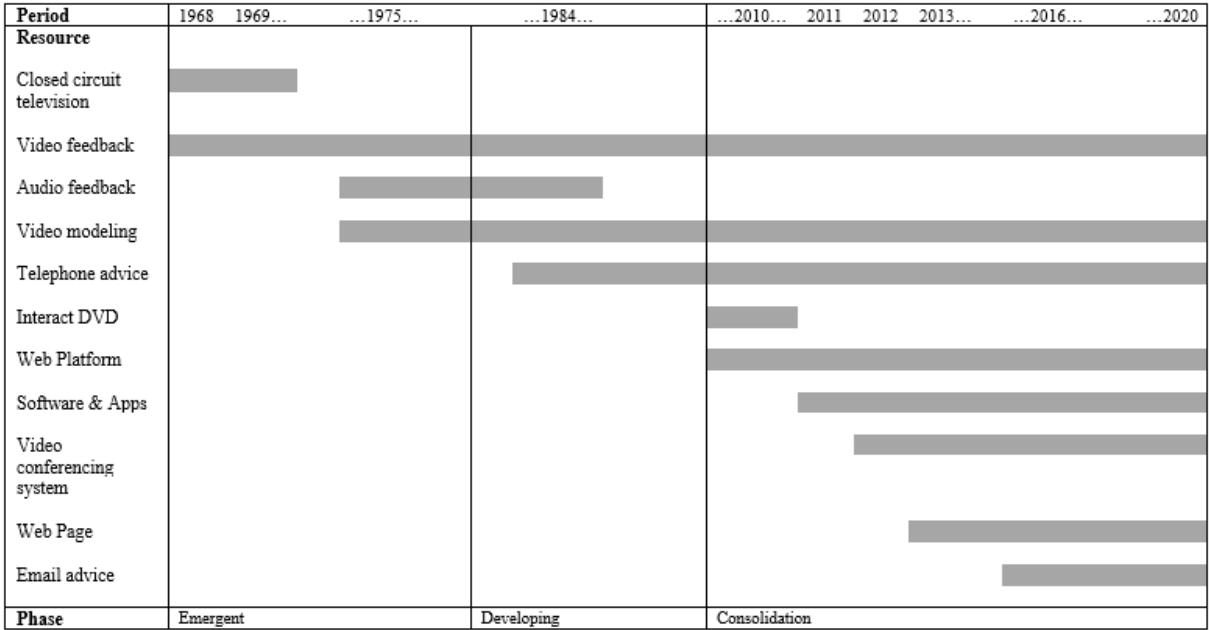 Period 1968 1969... ....1975... ...1984... ...2010... 2011 2012 2013... ...2016... ...2020
Resource
Closed circuit
television
Video feedback
Audio feedback
Video modeling
Telephone advice
Interact DVD
Web Platform
Software & Apps
Video
conferencing
system
Web Page
Email advice
Phase Emergent Developing Consolidation